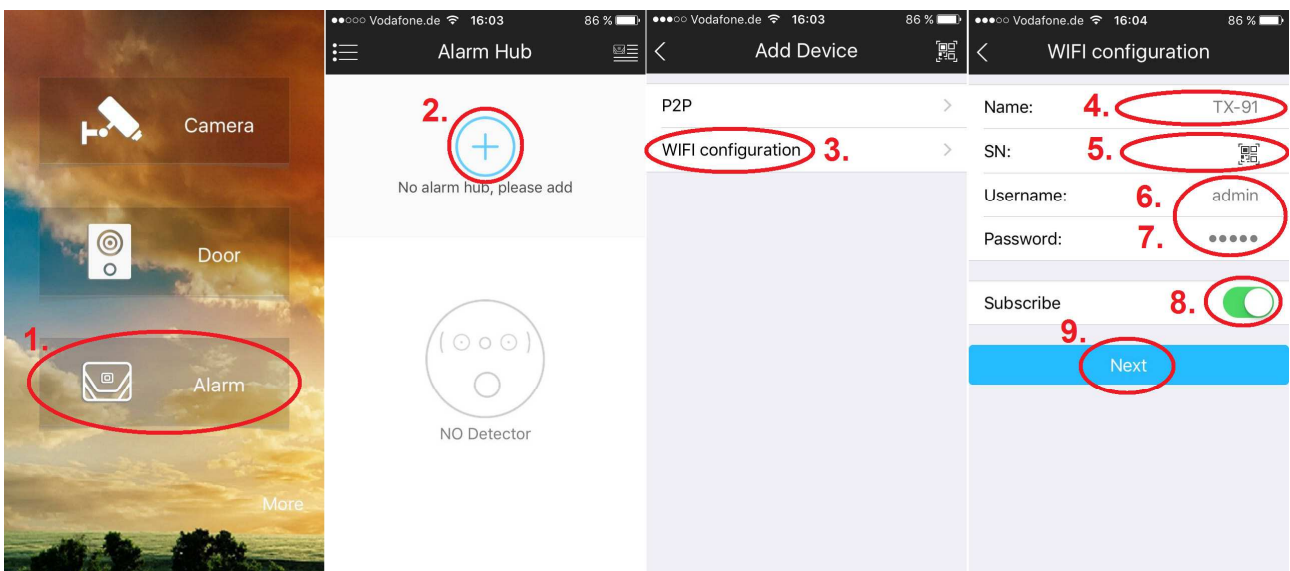 Camera
Door
1.
Alarm
More
Vodafone.de 16:03 86 %
Alarm Hub
2.
No alarm hub, please add
NO Detector
Vodafone.de 16:03 86 %
Add Device
P2P
WIFI configuration 3.
Vodafone.de 16:04 86 %
WIFI configuration
Name: 4. TX-91
SN: 5.
Username: 6. admin
Password: 7. •••••
Subscribe 8.
9.
Next